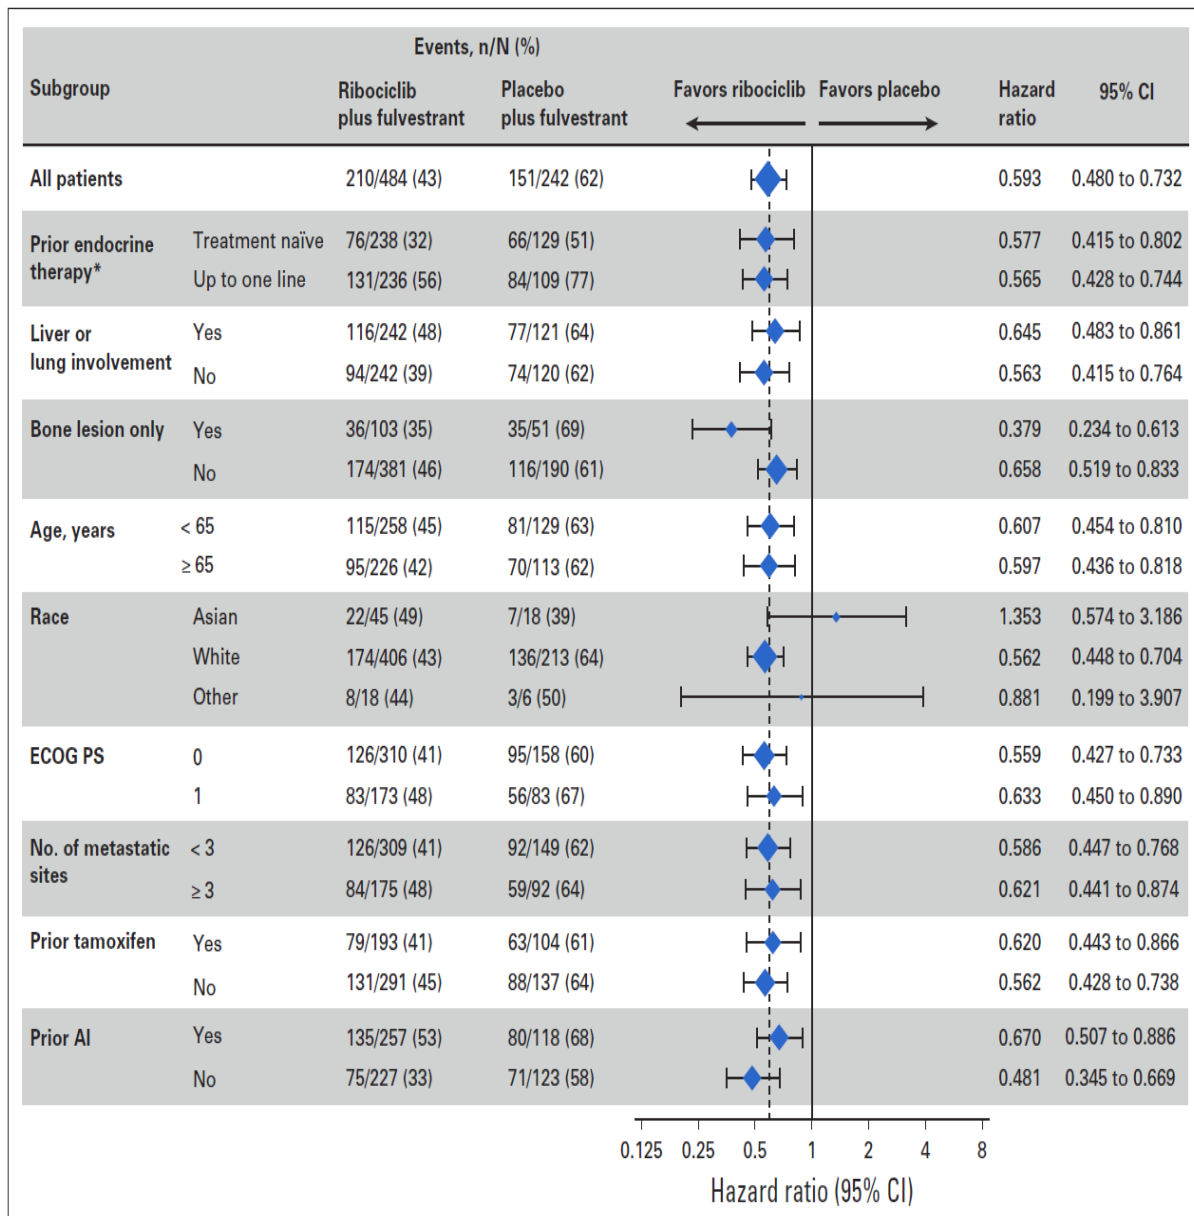 Events, n/N (%)
Subgroup Ribociclib plus fulvestrant Placebo plus fulvestrant Favors ribociclib Favors placebo Hazard ratio 95% CI
All patients 210/484 (43) 151/242 (62) 0.593 0.480 to 0.732
Prior endocrine therapy*
Treatment naïve 76/238 (32) 66/129 (51) 0.577 0.415 to 0.802
Up to one line 131/236 (56) 84/109 (77) 0.565 0.428 to 0.744
Liver or lung involvement
Yes 116/242 (48) 77/121 (64) 0.645 0.483 to 0.861
No 94/242 (39) 74/120 (62) 0.563 0.415 to 0.764
Bone lesion only Yes 36/103 (35) 35/51 (69) 0.379 0.234 to 0.613
No 174/381 (46) 116/190 (61) 0.658 0.519 to 0.833
Age, years < 65 115/258 (45) 81/129 (63) 0.607 0.454 to 0.810
≥ 65 95/226 (42) 70/113 (62) 0.597 0.436 to 0.818
Race Asian 22/45 (49) 7/18 (39) 1.353 0.574 to 3.186
White 174/406 (43) 136/213 (64) 0.562 0.448 to 0.704
Other 8/18 (44) 3/6 (50) 0.881 0.199 to 3.907
ECOG PS 0 126/310 (41) 95/158 (60) 0.559 0.427 to 0.733
1 83/173 (48) 56/83 (67) 0.633 0.450 to 0.890
No. of metastatic sites
< 3 126/309 (41) 92/149 (62) 0.586 0.447 to 0.768
≥ 3 84/175 (48) 59/92 (64) 0.621 0.441 to 0.874
Prior tamoxifen Yes 79/193 (41) 63/104 (61) 0.620 0.443 to 0.866
No 131/291 (45) 88/137 (64) 0.562 0.428 to 0.738
Prior AI Yes 135/257 (53) 80/118 (68) 0.670 0.507 to 0.886
No 75/227 (33) 71/123 (58) 0.481 0.345 to 0.669
0.125 0.25 0.5 1 2 4 8
Hazard ratio (95% CI)